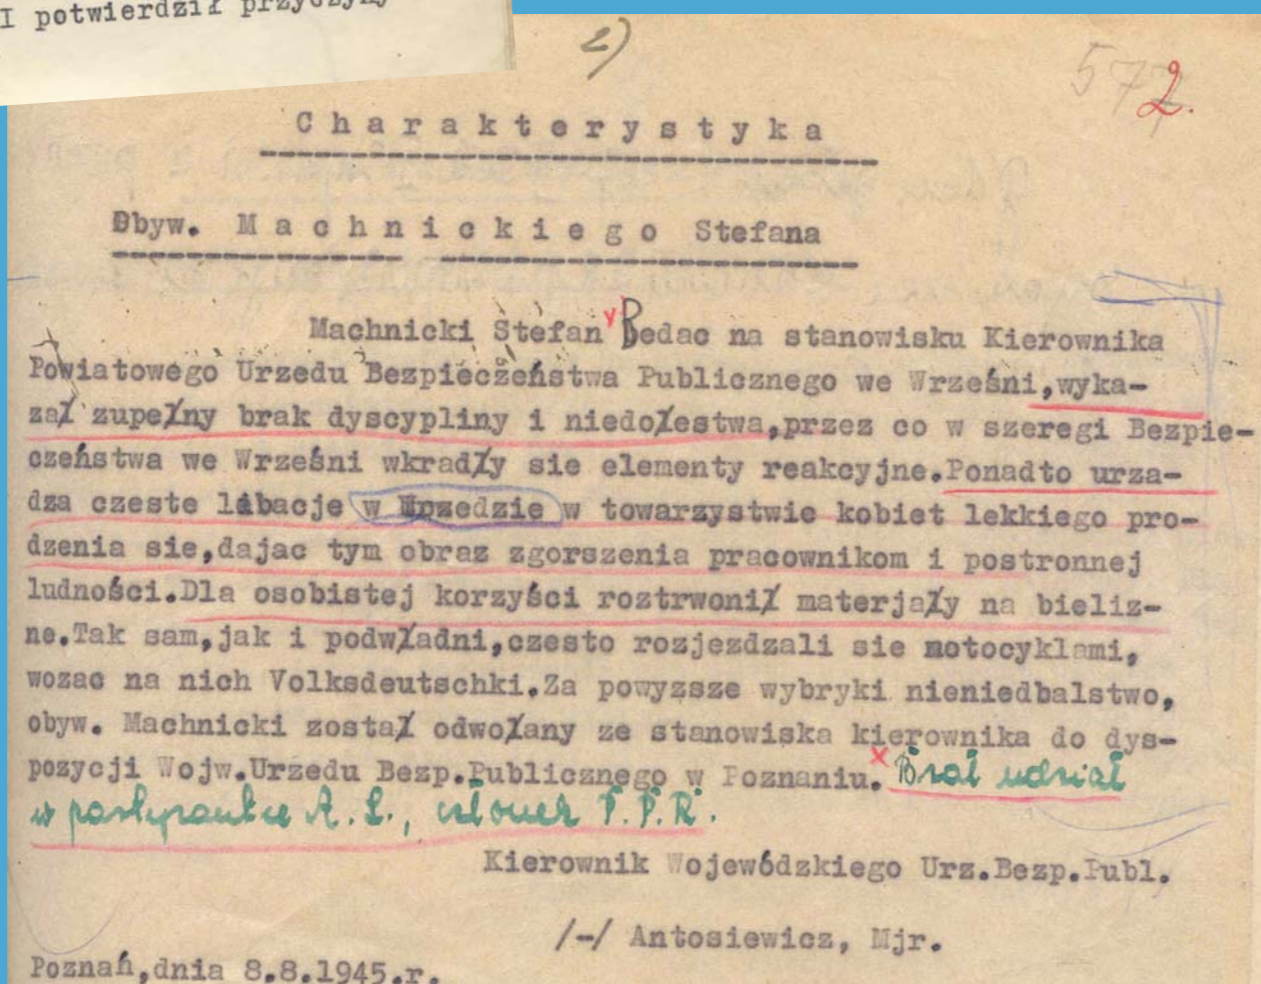 I potwierdził przyczyny
2)
577
2.
Charakterystyka
Obyw. Machnickiego Stefana
Machnicki Stefan Bedac na stanowisku Kierownika
Powiatowego Urzedu Bezpieczeństwa Publicznego we Wrześni,wyka-
zał zupełny brak dyscypliny i niedołestwa,przez co w szeregi Bezpie-
czeństwa we Wrześni wkradły sie elementy reakcyjne.Ponadto urza-
dza czeste libacje w Urzedzie w towarzystwie kobiet lekkiego pro-
dzenia sie,dajac tym obraz zgorszenia pracownikom i postronnej
ludności.Dla osobistej korzyści roztrwonił materjały na bieliz-
ne.Tak sam,jak i podwładni,czesto rozjezdzali sie motocyklami,
wozac na nich Volksdeutschki.Za powyzsze wybryki nieniedbalstwo,
obyw. Machnicki został odwołany ze stanowiska kierownika do dys-
pozycji Wojw.Urzedu Bezp.Publicznego w Poznaniu. Brał udział
w partyzantce A.L., członek P.P.R.
Kierownik Wojewódzkiego Urz.Bezp.Publ.
/-/ Antosiewicz, Mjr.
Poznań,dnia 8.8.1945.r.